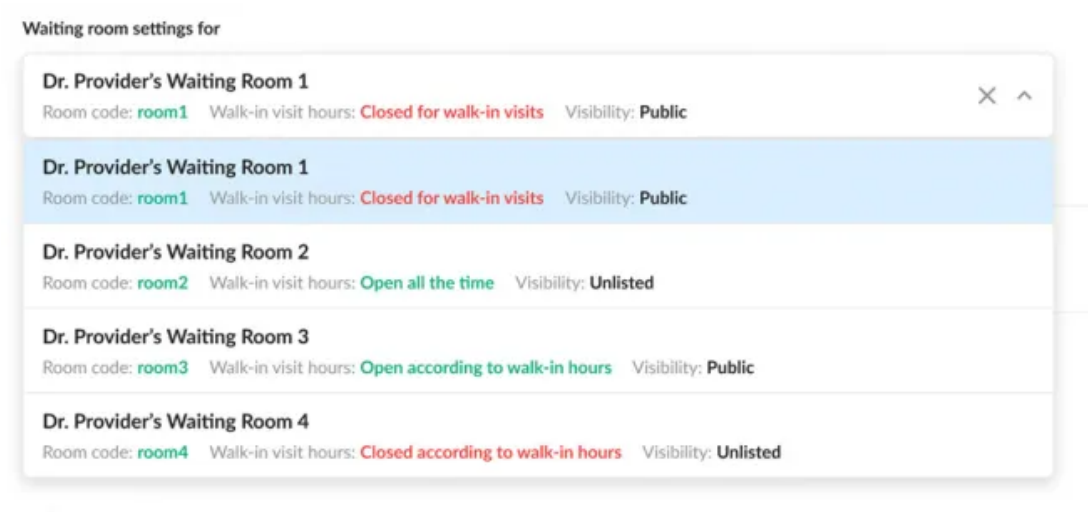 Waiting room settings for
Dr. Provider's Waiting Room 1
Room code: room1 Walk-in visit hours: Closed for walk-in visits Visibility: Public
Dr. Provider's Waiting Room 1
Room code: room1 Walk-in visit hours: Closed for walk-in visits Visibility: Public
Dr. Provider's Waiting Room 2
Room code: room2 Walk-in visit hours: Open all the time Visibility: Unlisted
Dr. Provider's Waiting Room 3
Room code: room3 Walk-in visit hours: Open according to walk-in hours Visibility: Public
Dr. Provider's Waiting Room 4
Room code: room4 Walk-in visit hours: Closed according to walk-in hours Visibility: Unlisted